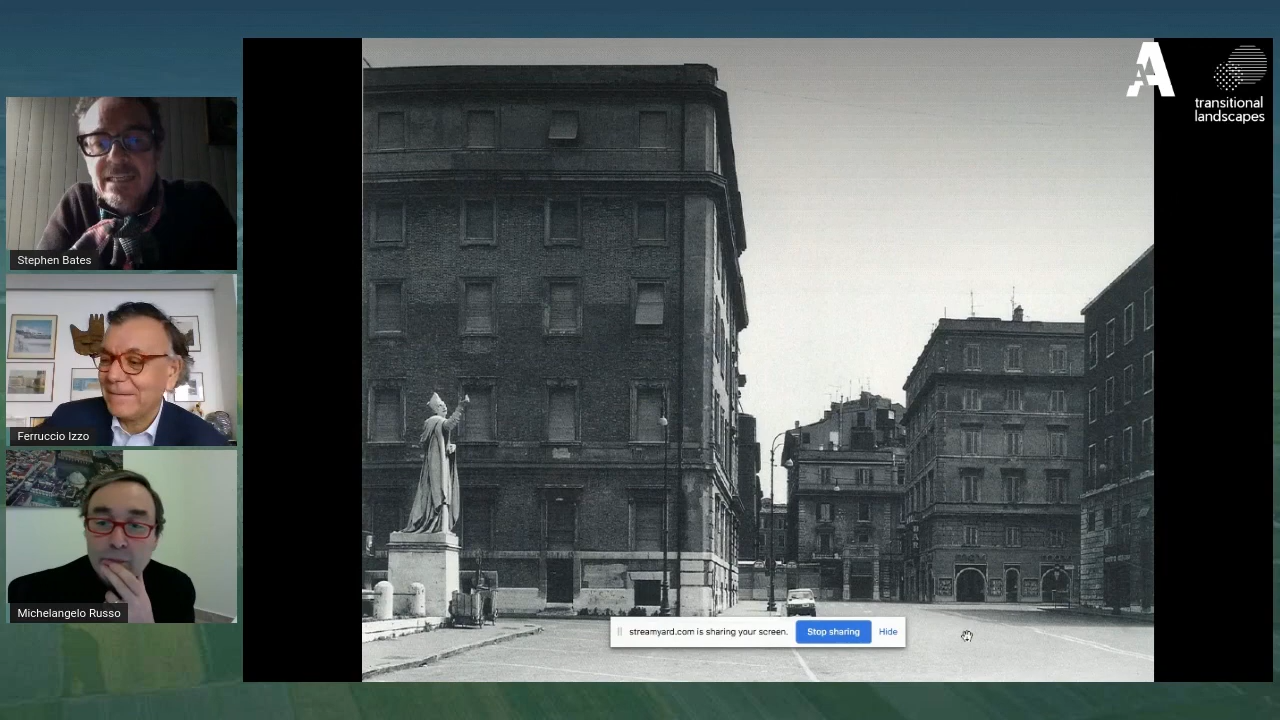 transitional
landscapes
Stephen Bates
Ferruccio Izzo
Michelangelo Russo
streamyard.com is sharing your screen.
Stop sharing
Hide